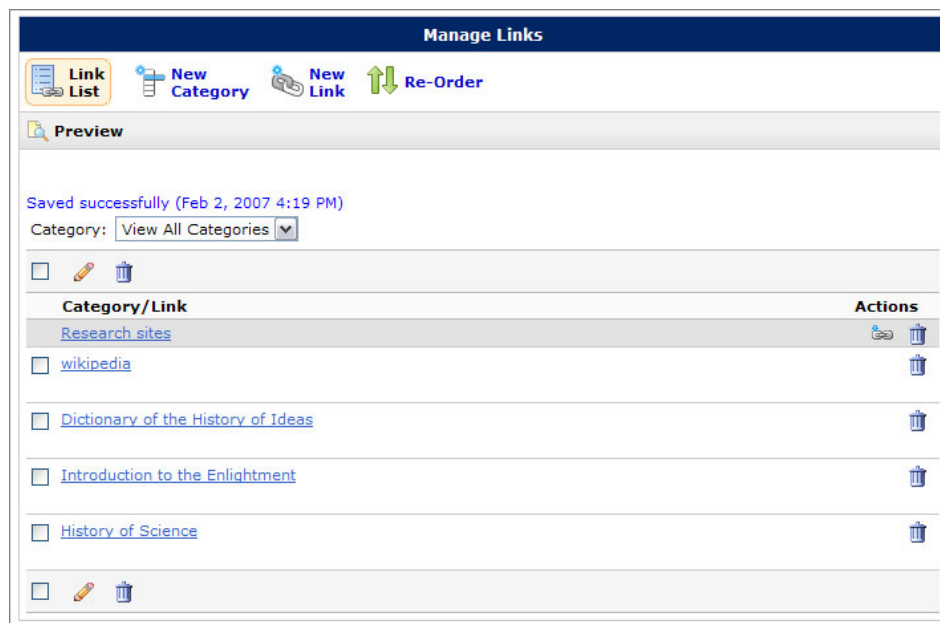 Manage Links
Link List
New Category
New Link
Re-Order
Preview
Saved successfully (Feb 2, 2007 4:19 PM)
Category: View All Categories
Category/Link Actions
Research sites
wikipedia
Dictionary of the History of Ideas
Introduction to the Enlightment
History of Science